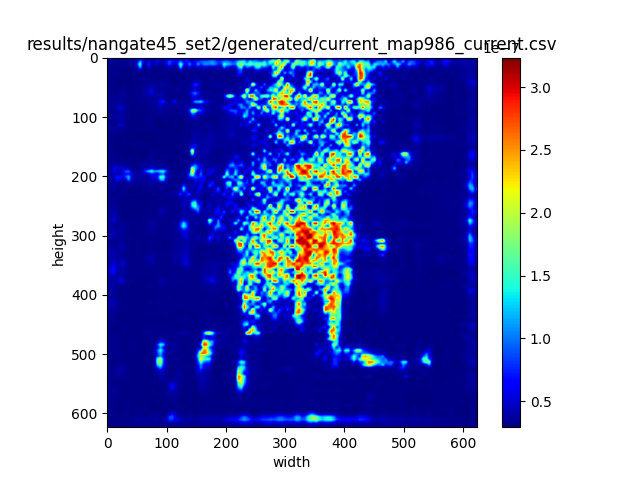 results/nangate45_set2/generated/current_map986_current.csv
1e−7
0
100
200
300
400
500
600
height
0 100 200 300 400 500 600
width
3.0
2.5
2.0
1.5
1.0
0.5